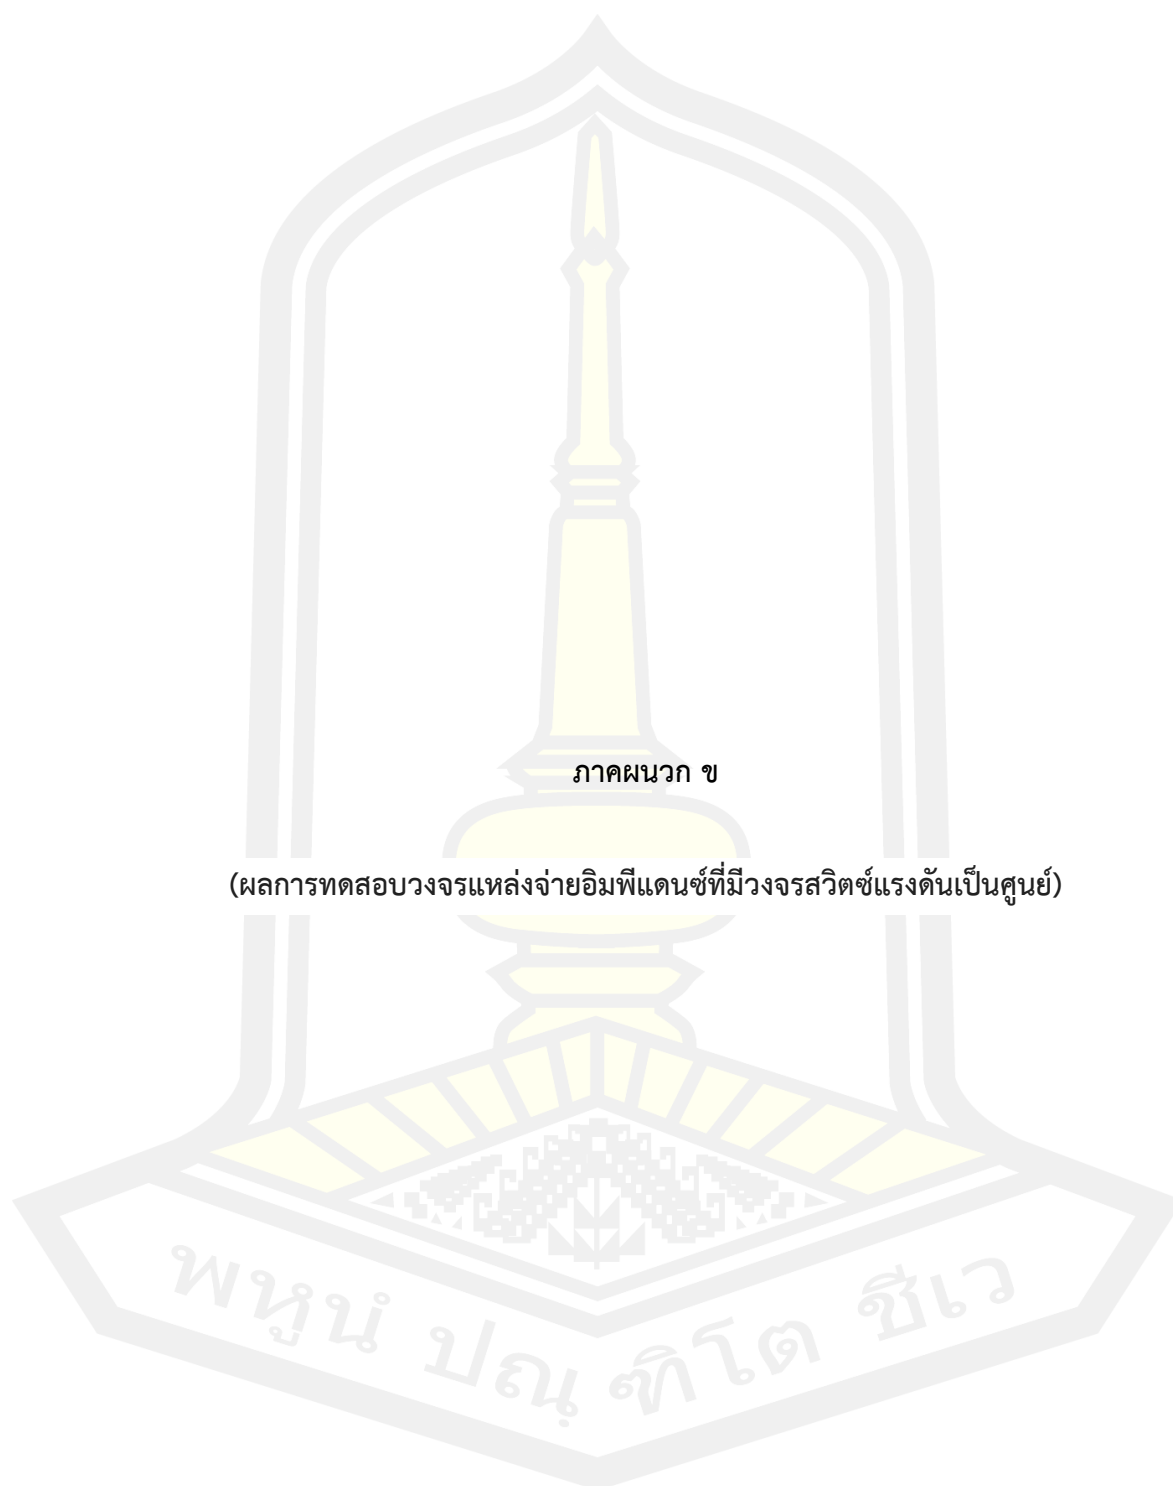 ภาคผนวก ข
(ผลการทดสอบวงจรแหล่งจ่ายอิมพีแดนซ์ที่มีวงจรสวิตซ์แรงดันเป็นศูนย์)
พหูนํ ปณฺฑิโต ชีเว